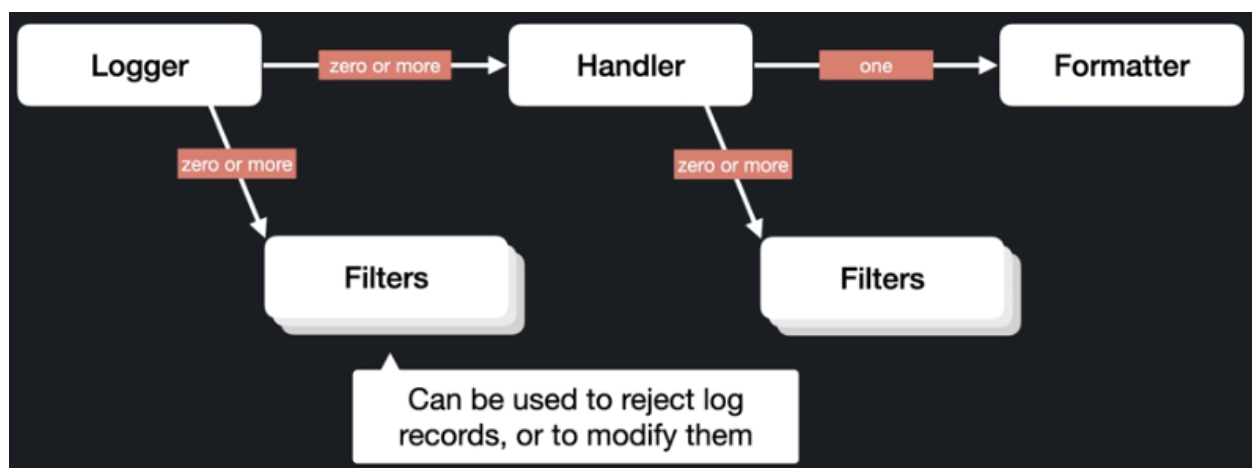 Logger
zero or more
Handler
one
Formatter
zero or more
zero or more
Filters
Filters
Can be used to reject log
records, or to modify them